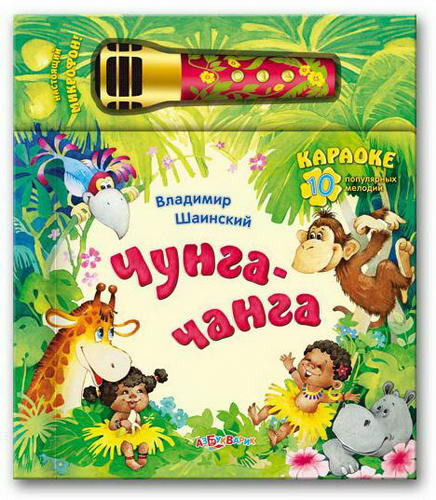 НАСТОЯЩИЙ
МИКРОФОН!
КАРАОКЕ
10 популярных
мелодий
Владимир
Шаинский
Чунга-
чанга
АЗБУКВАРИК